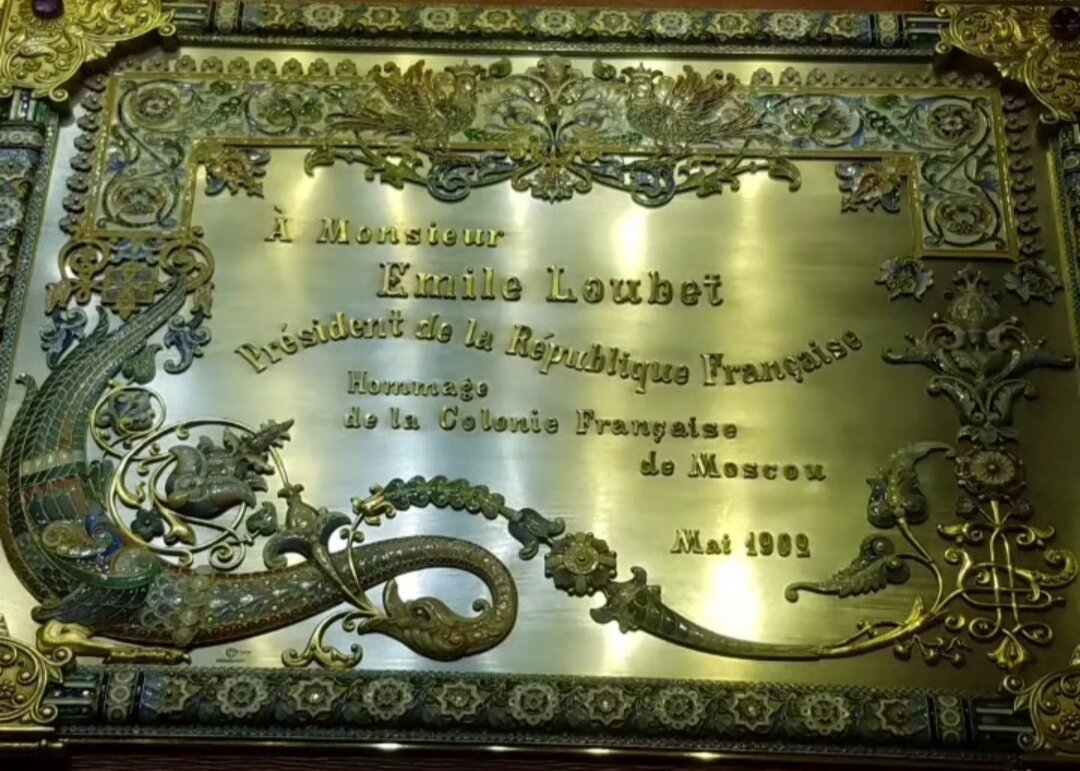 À Monsieur
Emile Loubet
Président de la République Française
Hommage
de la Colonie Française
de Moscou
Mai 1902